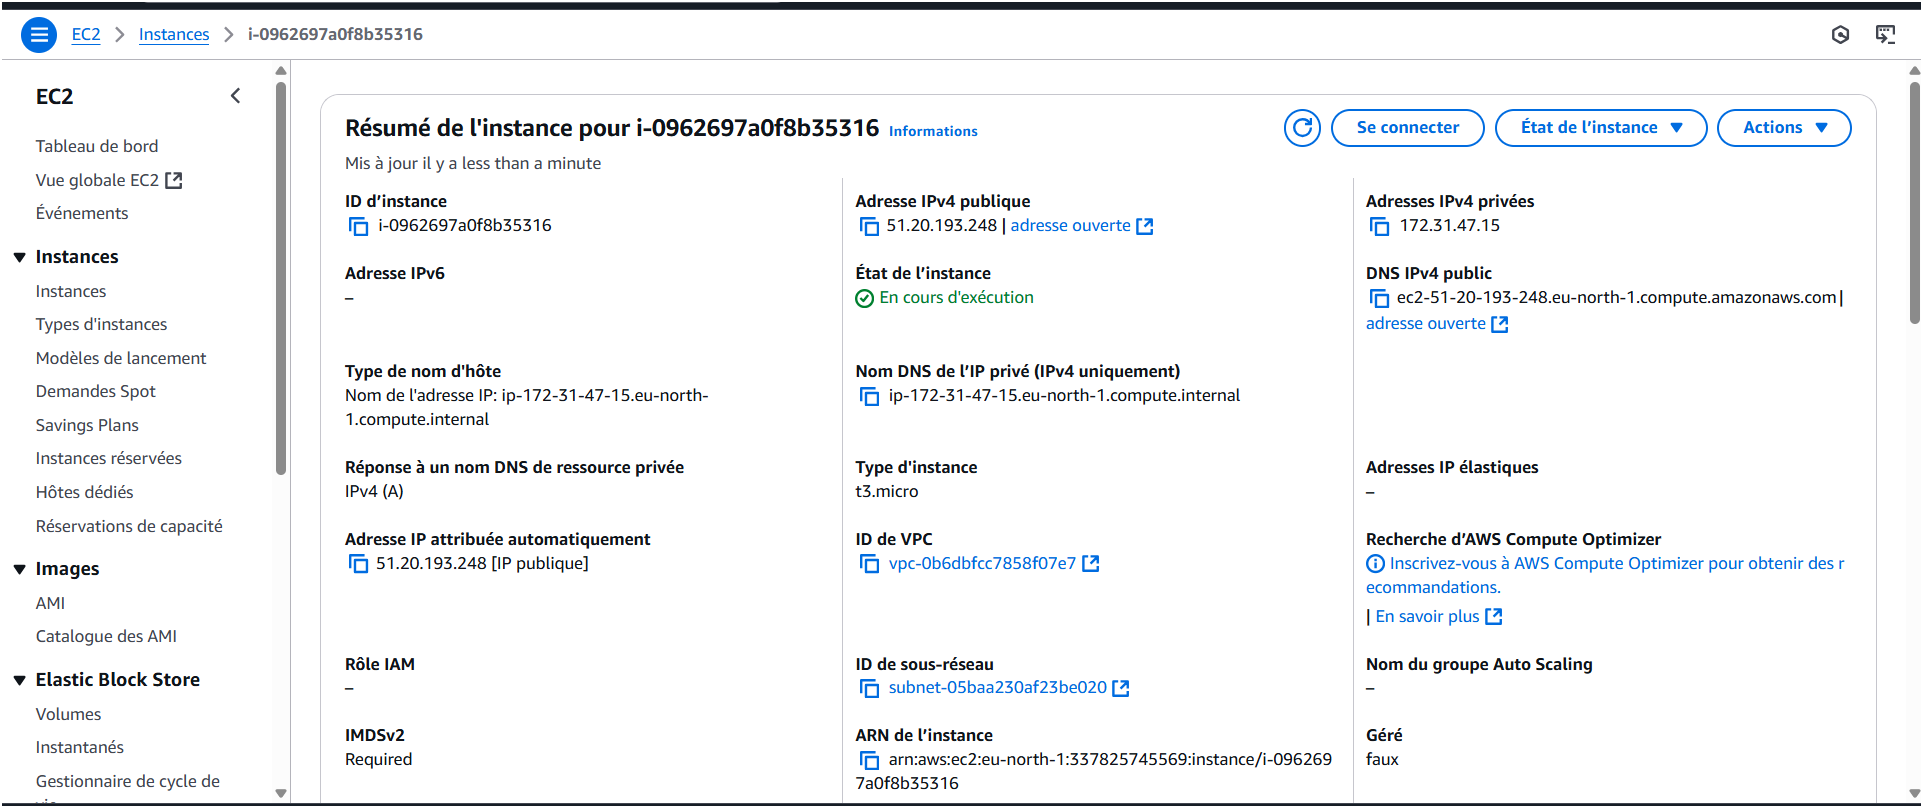 EC2 > Instances > i-0962697a0f8b35316
EC2
Tableau de bord
Vue globale EC2
Événements
Instances
Instances
Types d'instances
Modèles de lancement
Demandes Spot
Savings Plans
Instances réservées
Hôtes dédiés
Réservations de capacité
Images
AMI
Catalogue des AMI
Elastic Block Store
Volumes
Instantanés
Gestionnaire de cycle de
Résumé de l'instance pour i-0962697a0f8b35316 Informations
Se connecter
État de l’instance
Actions
Mis à jour il y a less than a minute
ID d’instance
i-0962697a0f8b35316
Adresse IPv4 publique
51.20.193.248 | adresse ouverte
Adresses IPv4 privées
172.31.47.15
Adresse IPv6
–
État de l’instance
En cours d'exécution
DNS IPv4 public
ec2-51-20-193-248.eu-north-1.compute.amazonaws.com |
adresse ouverte
Type de nom d'hôte
Nom de l'adresse IP: ip-172-31-47-15.eu-north-
1.compute.internal
Nom DNS de l’IP privé (IPv4 uniquement)
ip-172-31-47-15.eu-north-1.compute.internal
Réponse à un nom DNS de ressource privée
IPv4 (A)
Type d'instance
t3.micro
Adresses IP élastiques
–
Adresse IP attribuée automatiquement
51.20.193.248 [IP publique]
ID de VPC
vpc-0b6dbfcc7858f07e7
Recherche d’AWS Compute Optimizer
Inscrivez-vous à AWS Compute Optimizer pour obtenir des r
ecommandations.
| En savoir plus
Rôle IAM
–
ID de sous-réseau
subnet-05baa230af23be020
Nom du groupe Auto Scaling
–
IMDSv2
Required
ARN de l’instance
arn:aws:ec2:eu-north-1:337825745569:instance/i-096269
7a0f8b35316
Géré
faux